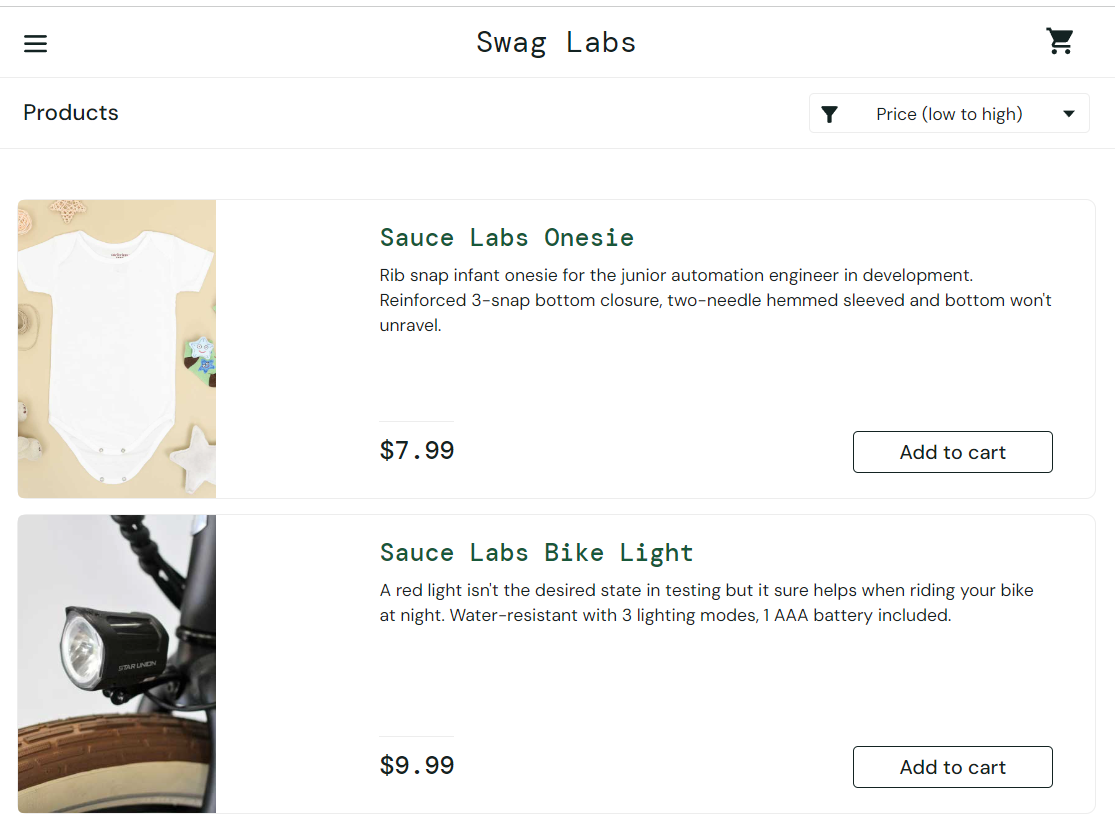 Swag Labs
Products
Price (low to high)
Sauce Labs Onesie
Rib snap infant onesie for the junior automation engineer in development.
Reinforced 3-snap bottom closure, two-needle hemmed sleeved and bottom won't
unravel.
$7.99
Add to cart
Sauce Labs Bike Light
A red light isn't the desired state in testing but it sure helps when riding your bike
at night. Water-resistant with 3 lighting modes, 1 AAA battery included.
STAR UNION
$9.99
Add to cart